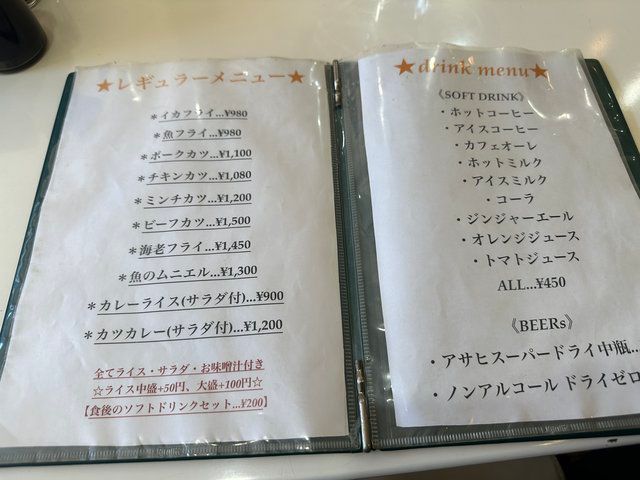 ★レギュラーメニュー★
＊イカフライ...¥980
＊魚フライ...¥980
＊ポークカツ...¥1,100
＊チキンカツ...¥1,080
＊ミンチカツ...¥1,200
＊ビーフカツ...¥1,500
＊海老フライ...¥1,450
＊魚のムニエル...¥1,300
＊カレーライス(サラダ付)...¥900
＊カツカレー(サラダ付)...¥1,200
全てライス・サラダ・お味噌汁付き
☆ライス中盛+50円、大盛+100円☆
【食後のソフトドリンクセット...¥200】
★drink menu★
《SOFT DRINK》
・ホットコーヒー
・アイスコーヒー
・カフェオーレ
・ホットミルク
・アイスミルク
・コーラ
・ジンジャーエール
・オレンジジュース
・トマトジュース
ALL...¥450
《BEERs》
・アサヒスーパードライ中瓶...
・ノンアルコール ドライゼロ